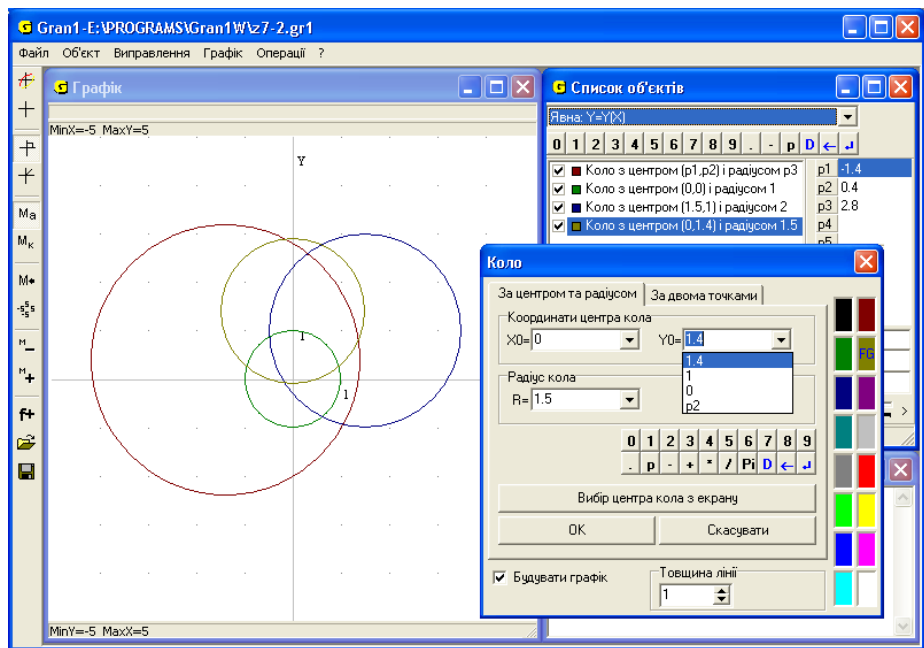 Gran1-E:\PROGRAMS\Gran1W\z7-2.gr1
Файл Об'єкт Виправлення Графік Операції ?
Графік
MinX=-5 MaxY=5
Y
1
1
MinY=-5 MaxX=5
Ma
Мк
M
M
M
f+
Список об'єктів
Явна: Y=Y(X)
0 1 2 3 4 5 6 7 8 9 . - p D ← ↲
Коло з центром (p1,p2) і радіусом p3
Коло з центром (0,0) і радіусом 1
Коло з центром (1.5,1) і радіусом 2
Коло з центром (0,1.4) і радіусом 1.5
p1 -1.4
p2 0.4
p3 2.8
p4
p5
Коло
За центром та радіусом За двома точками
Координати центра кола
X0= 0 Y0= 1.4
1.4
1
0
p2
Радіус кола
R= 1.5
0 1 2 3 4 5 6 7 8 9
. p - + * / Pi D ← ↲
Вибір центра кола з екрану
OK Скасувати
Будувати графік
Товщина лінії
1
FG